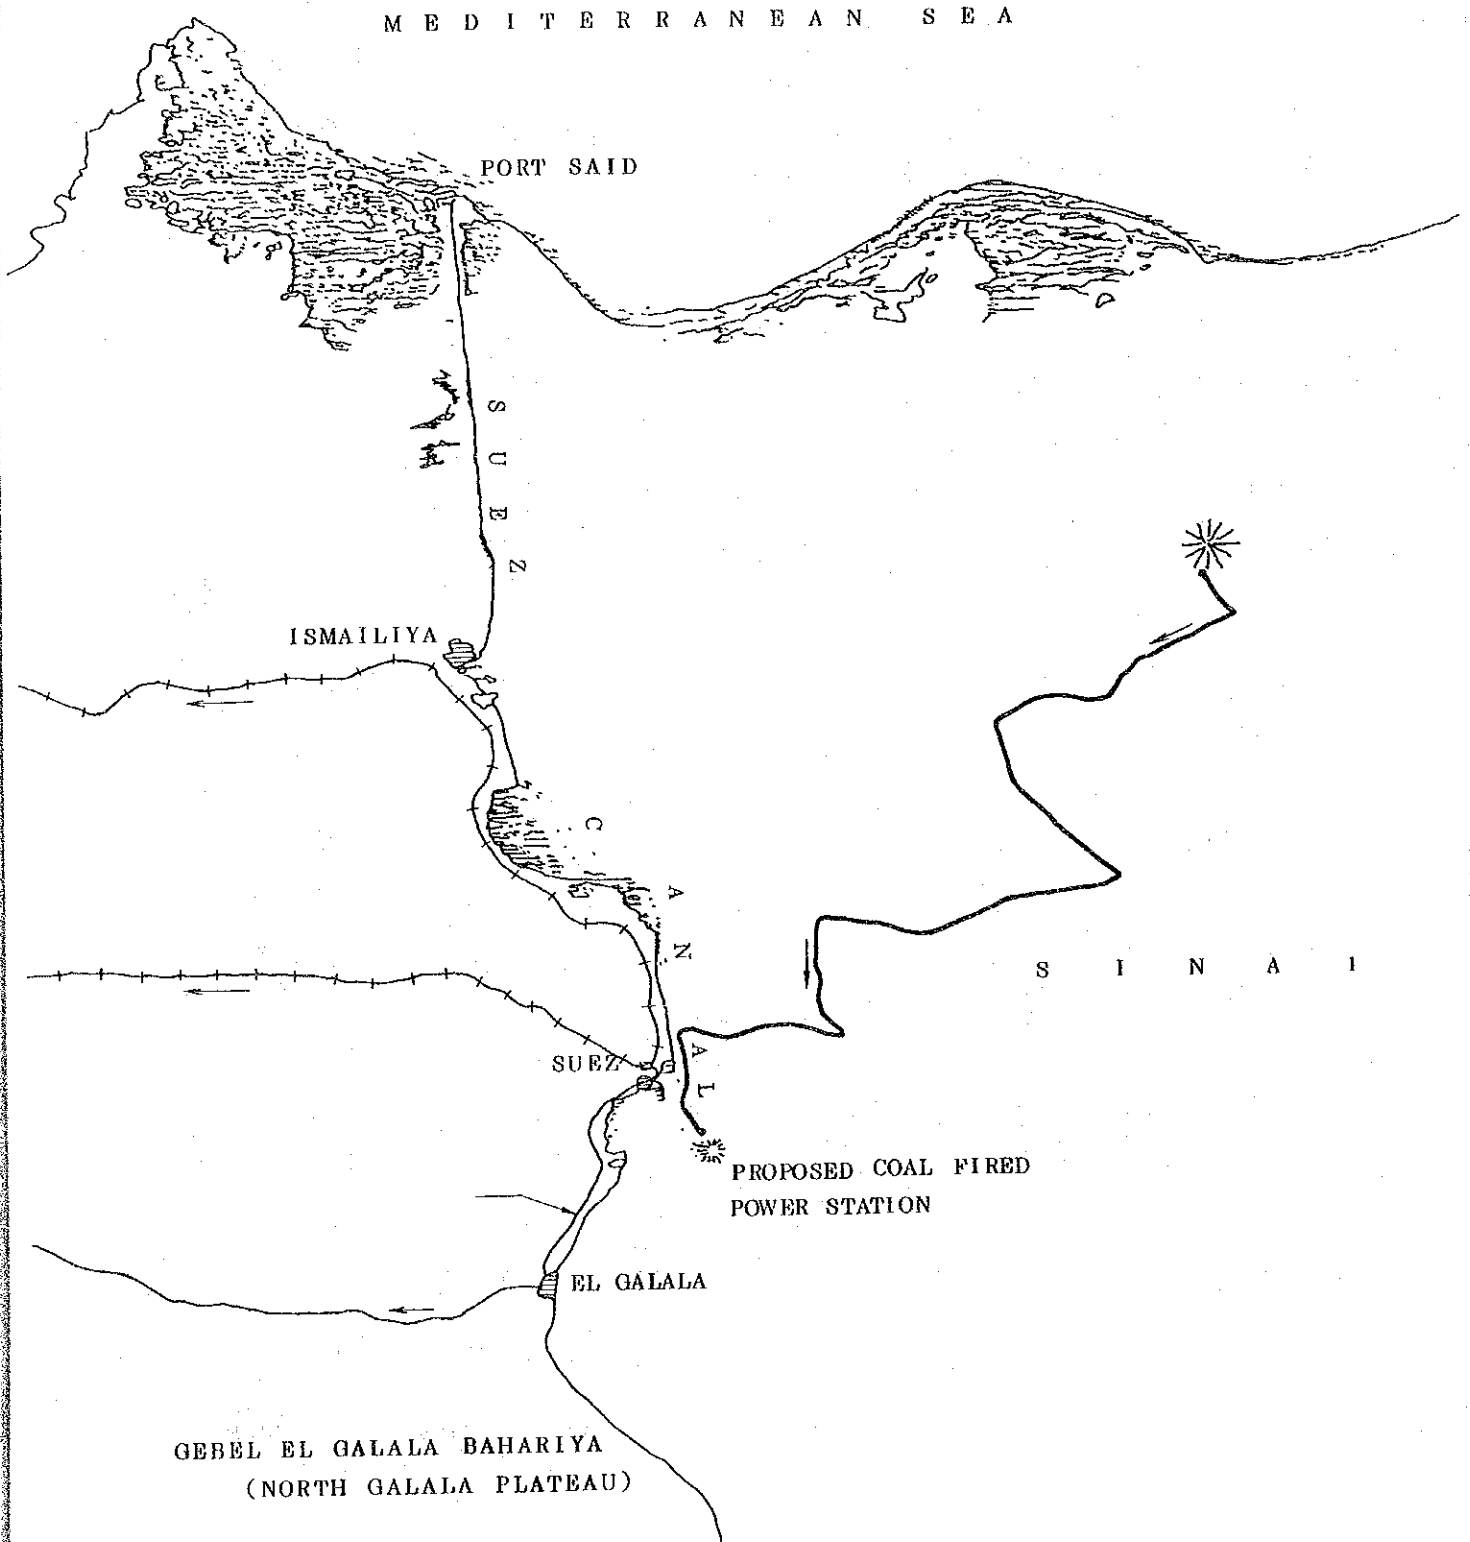 MEDITERRANEAN SEA
PORT SAID
SUEZ CANAL
ISMAILIYA
SINAI
SUEZ
PROPOSED COAL FIRED
POWER STATION
EL GALALA
GEBEL EL GALALA BAHARIYA
(NORTH GALALA PLATEAU)